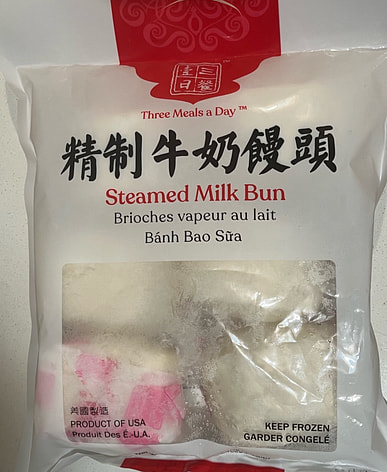 三餐
壹日
Three Meals a Day™
精制牛奶饅頭
Steamed Milk Bun
Brioches vapeur au lait
Bánh Bao Sữa
美國製造
PRODUCT OF USA
Produit Des É.-U.A.
KEEP FROZEN
GARDER CONGELÉ